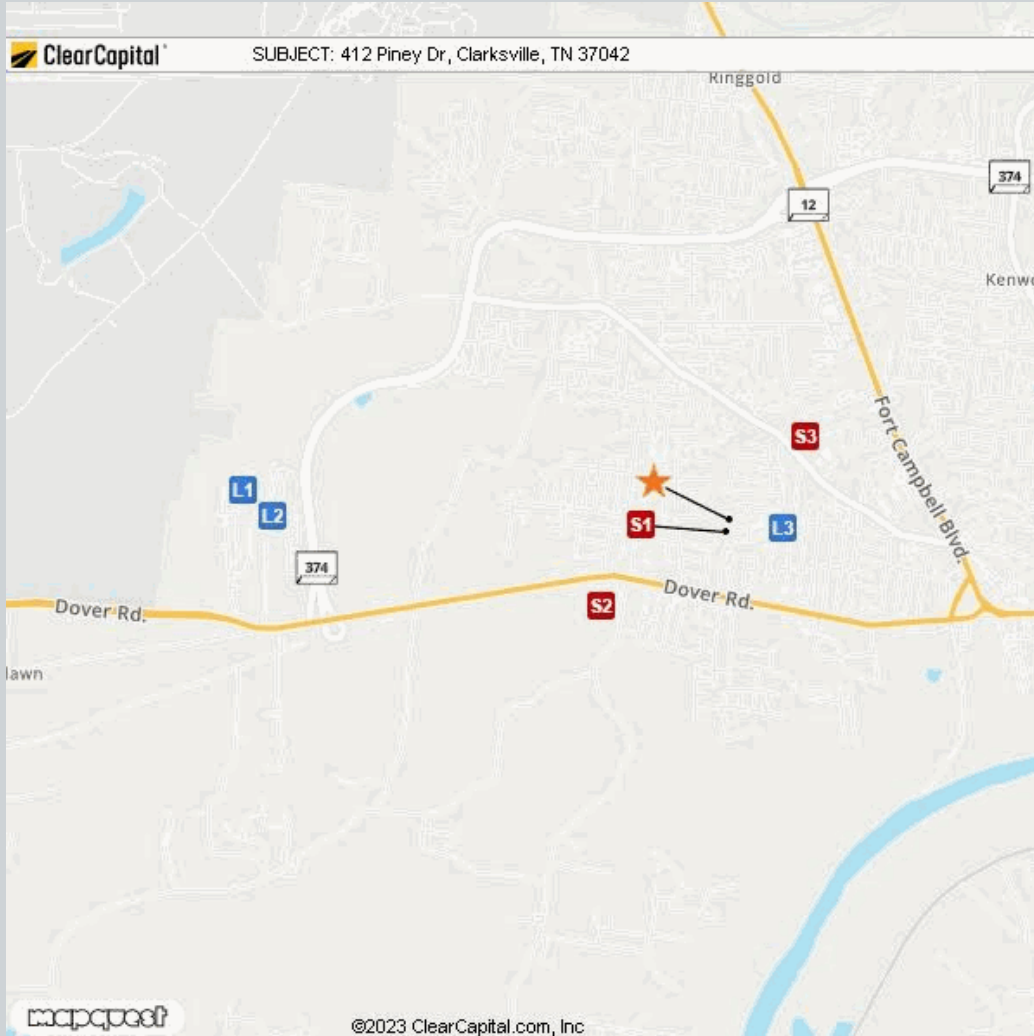 ClearCapital SUBJECT: 412 Piney Dr, Clarksville, TN 37042
Ringgold
374
12
Kenwo
Fort Campbell Blvd.
S3
L1
L2
S1
L3
374
Dover Rd.
S2
Dover Rd.
lawn
mapquest
©2023 ClearCapital.com, Inc